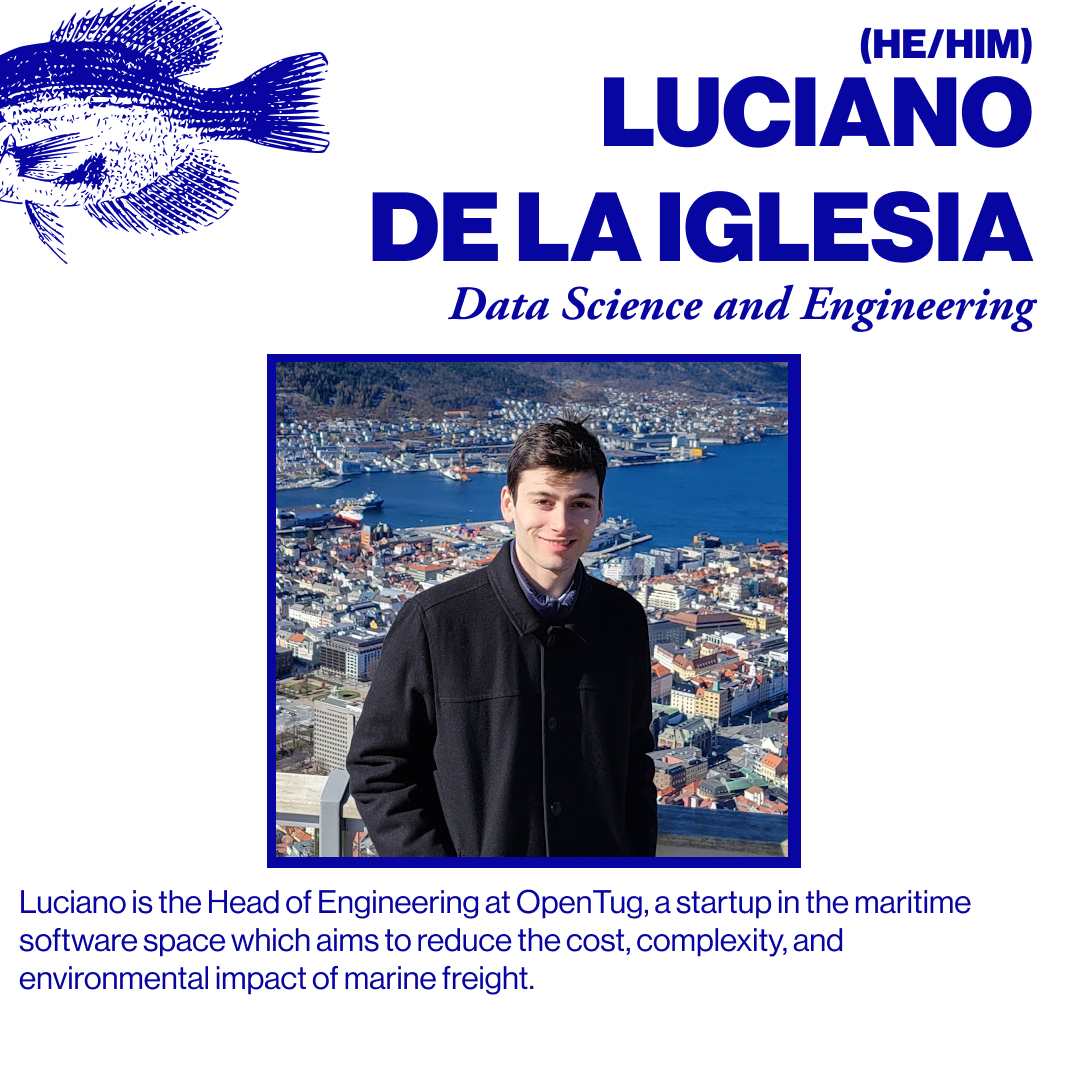 (HE/HIM)
LUCIANO
DE LA IGLESIA
Data Science and Engineering
Luciano is the Head of Engineering at OpenTug, a startup in the maritime
software space which aims to reduce the cost, complexity, and
environmental impact of marine freight.